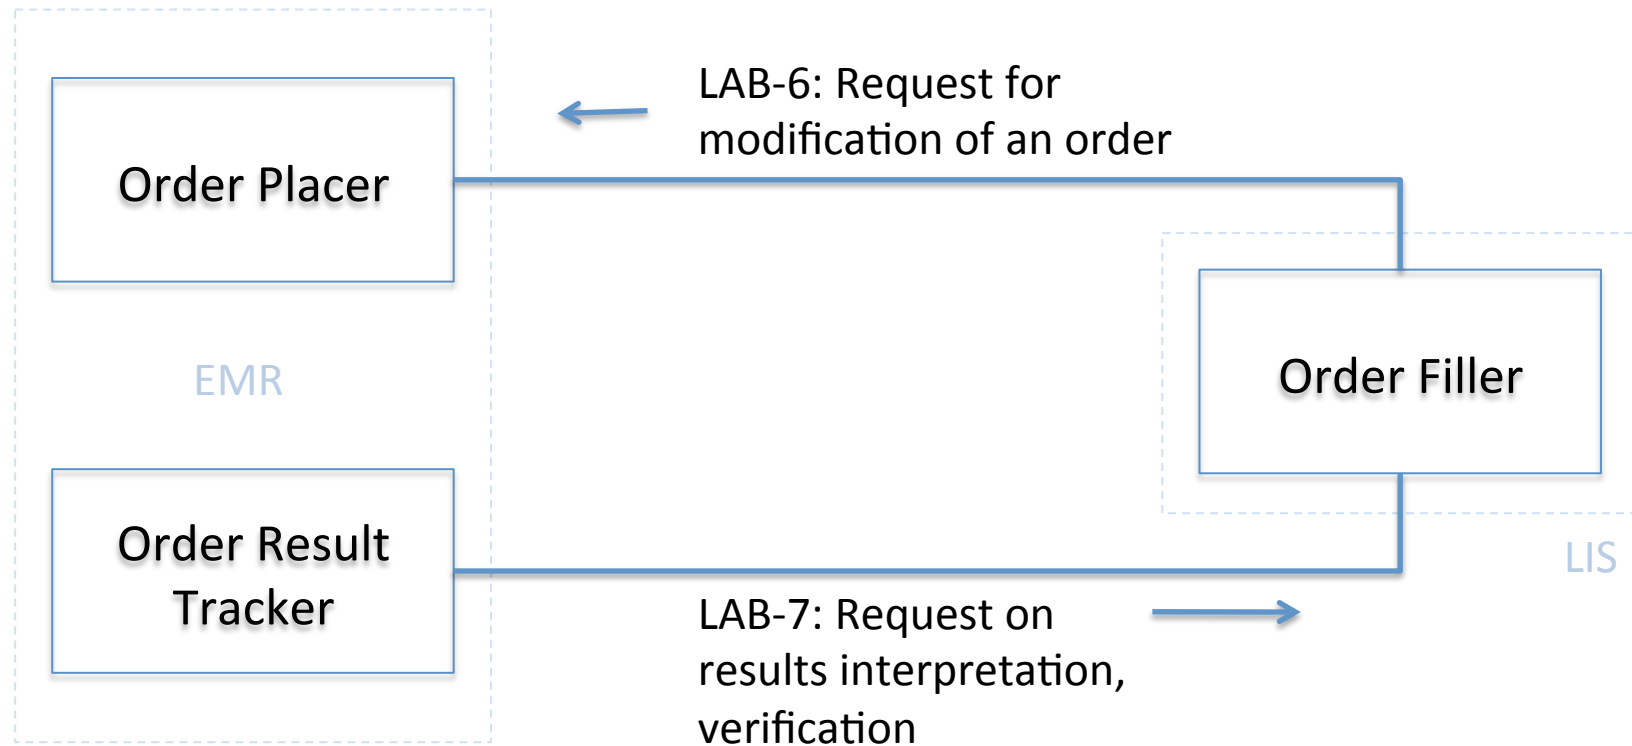 LAB-6: Request for
modification of an order
Order Placer
EMR
Order Filler
Order Result
Tracker
LIS
LAB-7: Request on
results interpretation,
verification